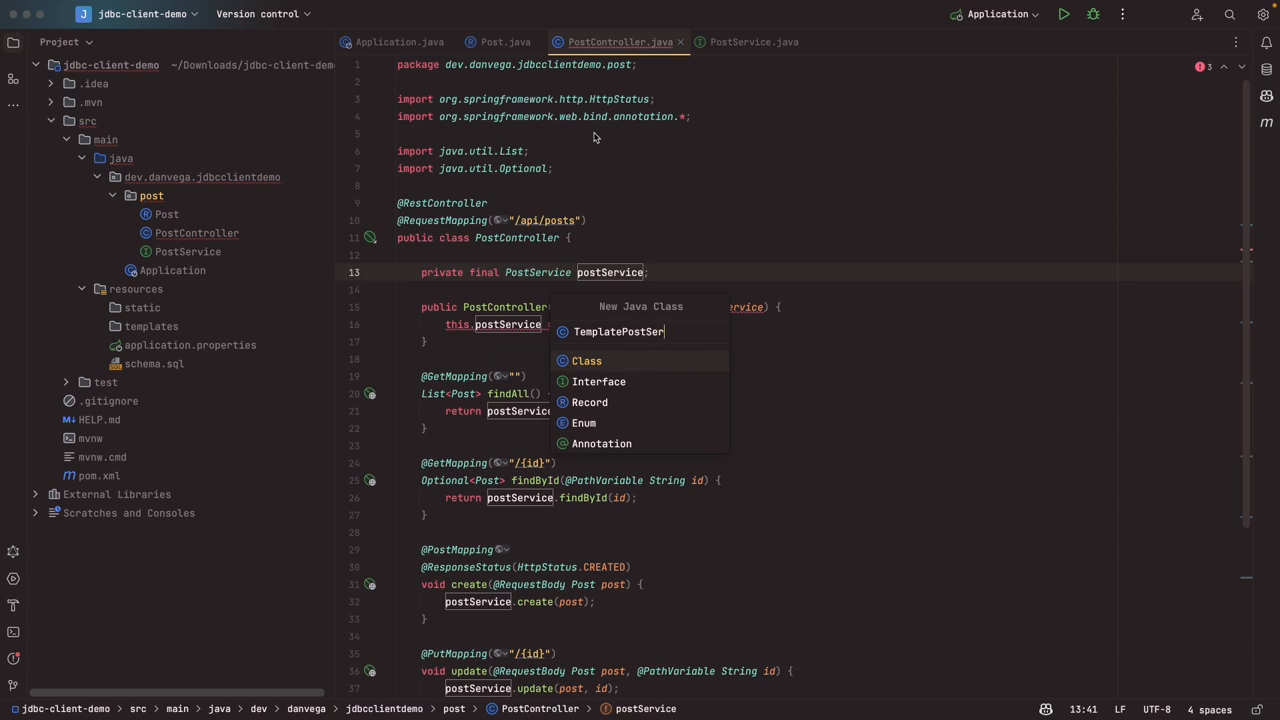 J jdbc-client-demo Version control Application
Project
Application.java Post.java PostController.java PostService.java
jdbc-client-demo ~/Downloads/jdbc-client-demo
.idea
.mvn
src
main
java
dev.danvega.jdbcclientdemo
post
Post
PostController
PostService
Application
resources
static
templates
application.properties
schema.sql
test
.gitignore
HELP.md
mvnw
mvnw.cmd
pom.xml
External Libraries
Scratches and Consoles
3
1 package dev.danvega.jdbcclientdemo.post;
2
3 import org.springframework.http.HttpStatus;
4 import org.springframework.web.bind.annotation.*;
5
6 import java.util.List;
7 import java.util.Optional;
8
9 @RestController
10 @RequestMapping("/api/posts")
11 public class PostController {
12
13 private final PostService postService;
14
15 public PostController( service) {
16 this.postService =
17 }
18
19 @GetMapping("")
20 List<Post> findAll() {
21 return postService
22 }
23
24 @GetMapping("/{id}")
25 Optional<Post> findById(@PathVariable String id) {
26 return postService.findById(id);
27 }
28
29 @PostMapping
30 @ResponseStatus(HttpStatus.CREATED)
31 void create(@RequestBody Post post) {
32 postService.create(post);
33 }
34
35 @PutMapping("/{id}")
36 void update(@RequestBody Post post, @PathVariable String id) {
37 postService.update(post, id);
New Java Class
TemplatePostSer
Class
Interface
Record
Enum
Annotation
jdbc-client-demo src main java dev danvega jdbcclientdemo post PostController postService 13:41 LF UTF-8 4 spaces